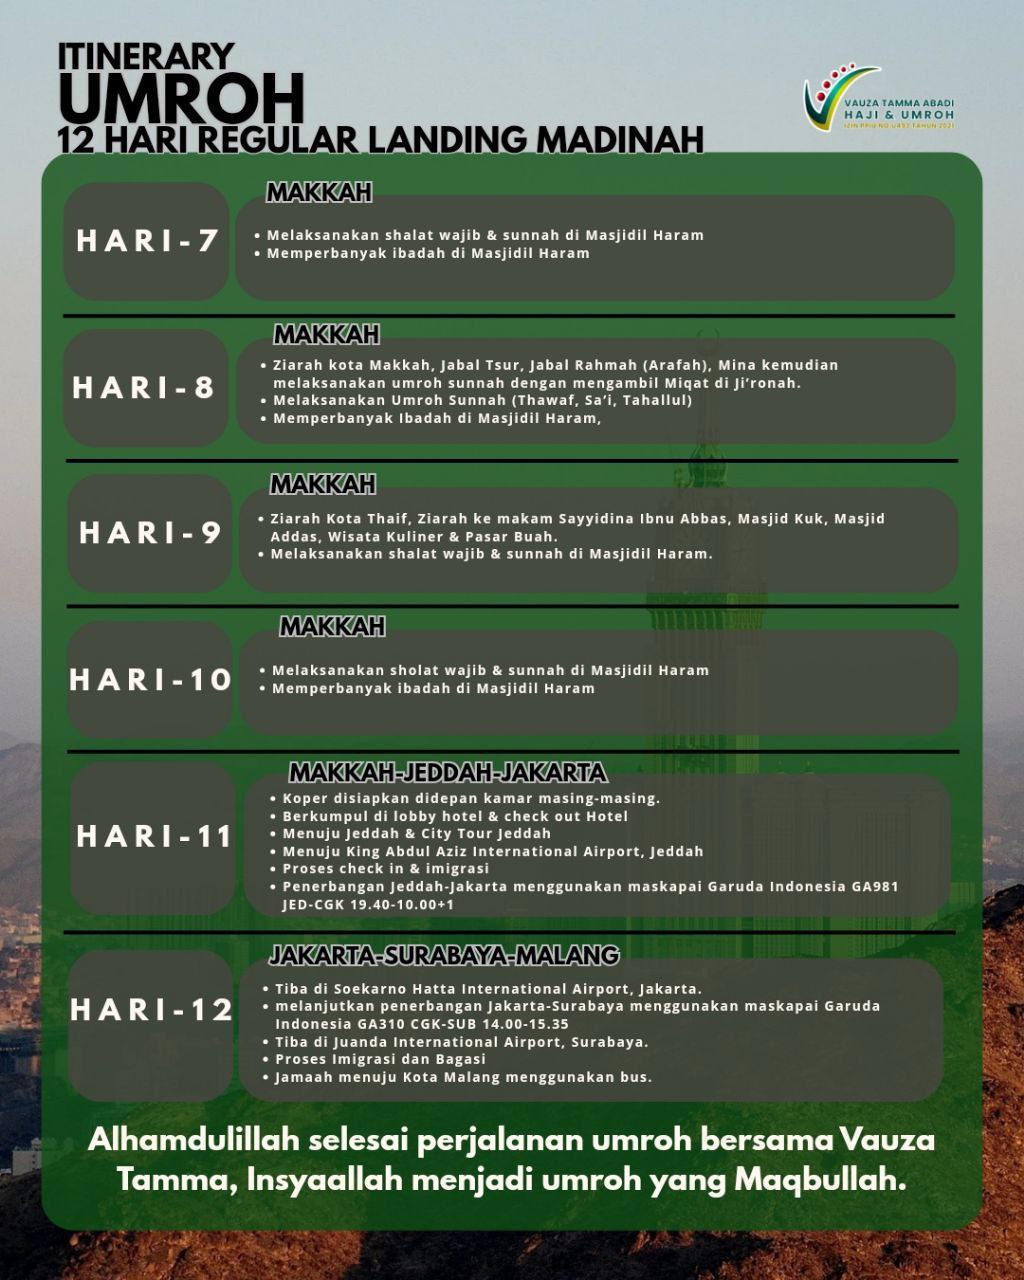 ITINERARY
UMROH
12 HARI REGULAR LANDING MADINAH
VAUZA TAMMA ABADI
HAJI & UMROH
IZIN PPIU NO U452 TAHUN 2021
HARI-7
MAKKAH
• Melaksanakan shalat wajib & sunnah di Masjidil Haram
• Memperbanyak ibadah di Masjidil Haram
HARI-8
MAKKAH
• Ziarah kota Makkah, Jabal Tsur, Jabal Rahmah (Arafah), Mina kemudian
melaksanakan umroh sunnah dengan mengambil Miqat di Ji’ronah.
• Melaksanakan Umroh Sunnah (Thawaf, Sa’i, Tahallul)
• Memperbanyak Ibadah di Masjidil Haram,
HARI-9
MAKKAH
• Ziarah Kota Thaif, Ziarah ke makam Sayyidina Ibnu Abbas, Masjid Kuk, Masjid
Addas, Wisata Kuliner & Pasar Buah.
• Melaksanakan shalat wajib & sunnah di Masjidil Haram.
HARI-10
MAKKAH
• Melaksanakan sholat wajib & sunnah di Masjidil Haram
• Memperbanyak ibadah di Masjidil Haram
HARI-11
MAKKAH-JEDDAH-JAKARTA
• Koper disiapkan didepan kamar masing-masing.
• Berkumpul di lobby hotel & check out Hotel
• Menuju Jeddah & City Tour Jeddah
• Menuju King Abdul Aziz International Airport, Jeddah
• Proses check in & imigrasi
• Penerbangan Jeddah-Jakarta menggunakan maskapai Garuda Indonesia GA981
JED-CGK 19.40-10.00+1
HARI-12
JAKARTA-SURABAYA-MALANG
• Tiba di Soekarno Hatta International Airport, Jakarta.
• melanjutkan penerbangan Jakarta-Surabaya menggunakan maskapai Garuda
Indonesia GA310 CGK-SUB 14.00-15.35
• Tiba di Juanda International Airport, Surabaya.
• Proses Imigrasi dan Bagasi
• Jamaah menuju Kota Malang menggunakan bus.
Alhamdulillah selesai perjalanan umroh bersama Vauza
Tamma, Insyaallah menjadi umroh yang Maqbullah.